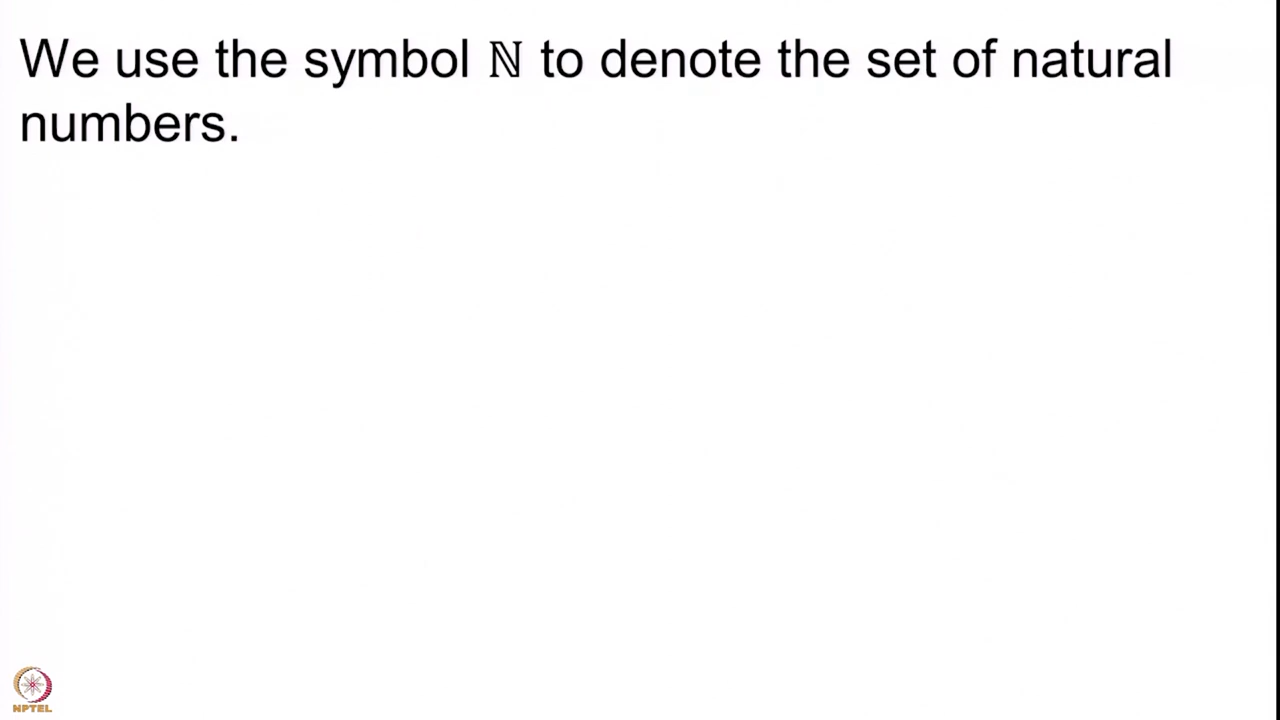 We use the symbol ℕ to denote the set of natural
numbers.
NPTEL